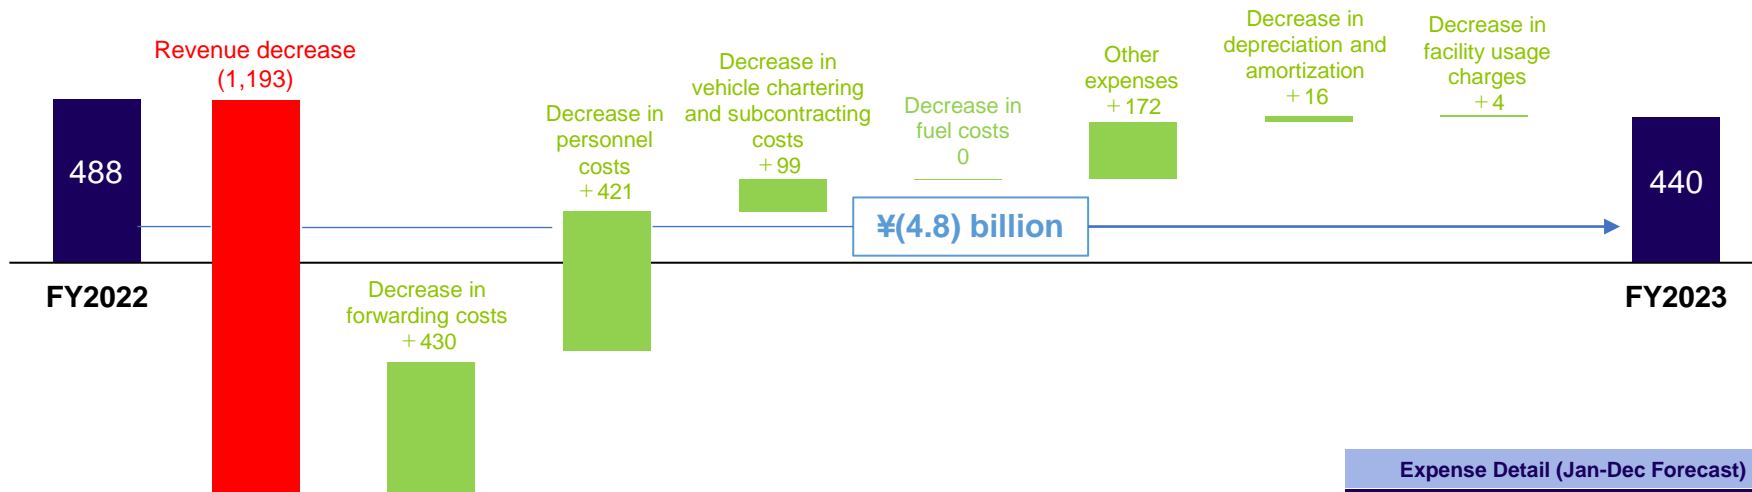 488
FY2022
Revenue decrease
(1,193)
Decrease in
forwarding costs
+430
Decrease in
personnel
costs
+421
Decrease in
vehicle chartering
and subcontracting
costs
+99
Decrease in
fuel costs
0
¥(4.8) billion
Other
expenses
+172
Decrease in
depreciation and
amortization
+16
Decrease in
facility usage
charges
+4
440
FY2023
Expense Detail (Jan-Dec Forecast)